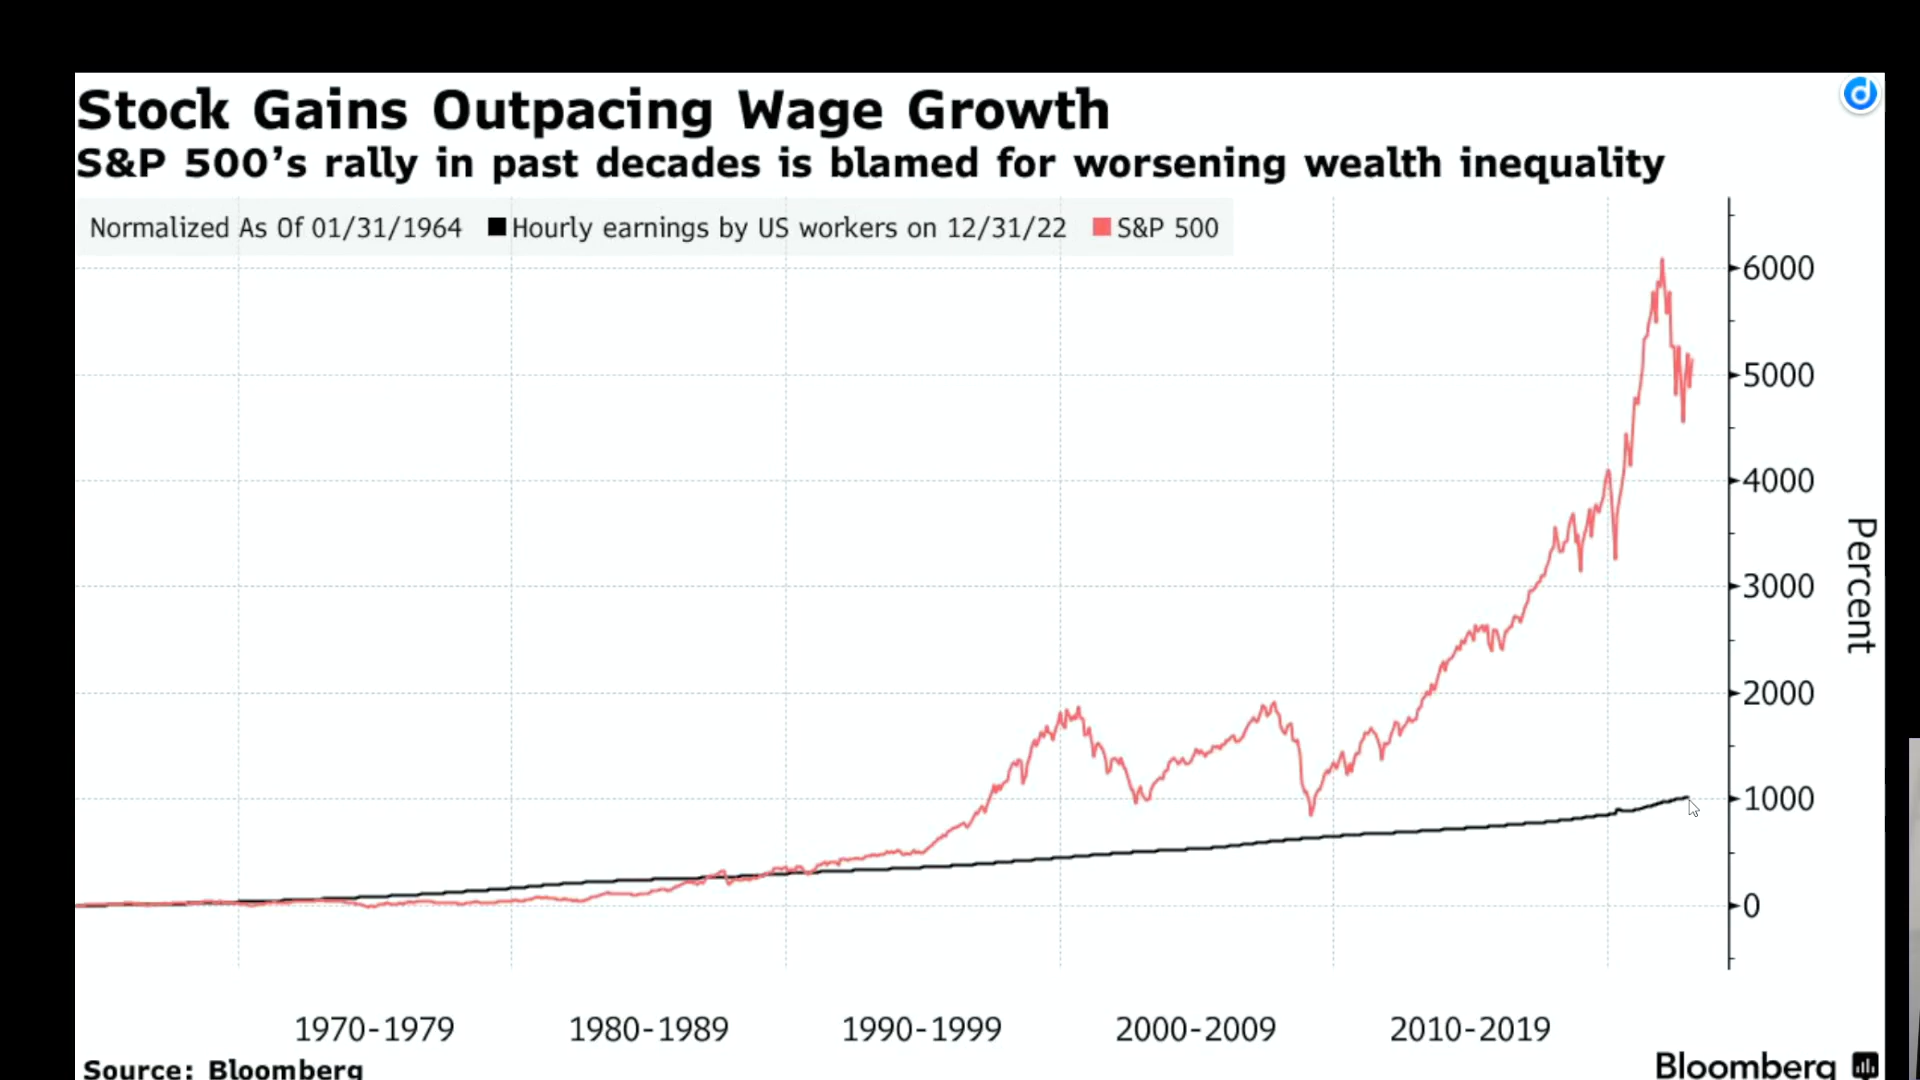 Stock Gains Outpacing Wage Growth
S&P 500’s rally in past decades is blamed for worsening wealth inequality
Normalized As Of 01/31/1964 Hourly earnings by US workers on 12/31/22 S&P 500
6000
5000
4000
3000
2000
1000
0
Percent
1970-1979 1980-1989 1990-1999 2000-2009 2010-2019
Source: Bloomberg
Bloomberg